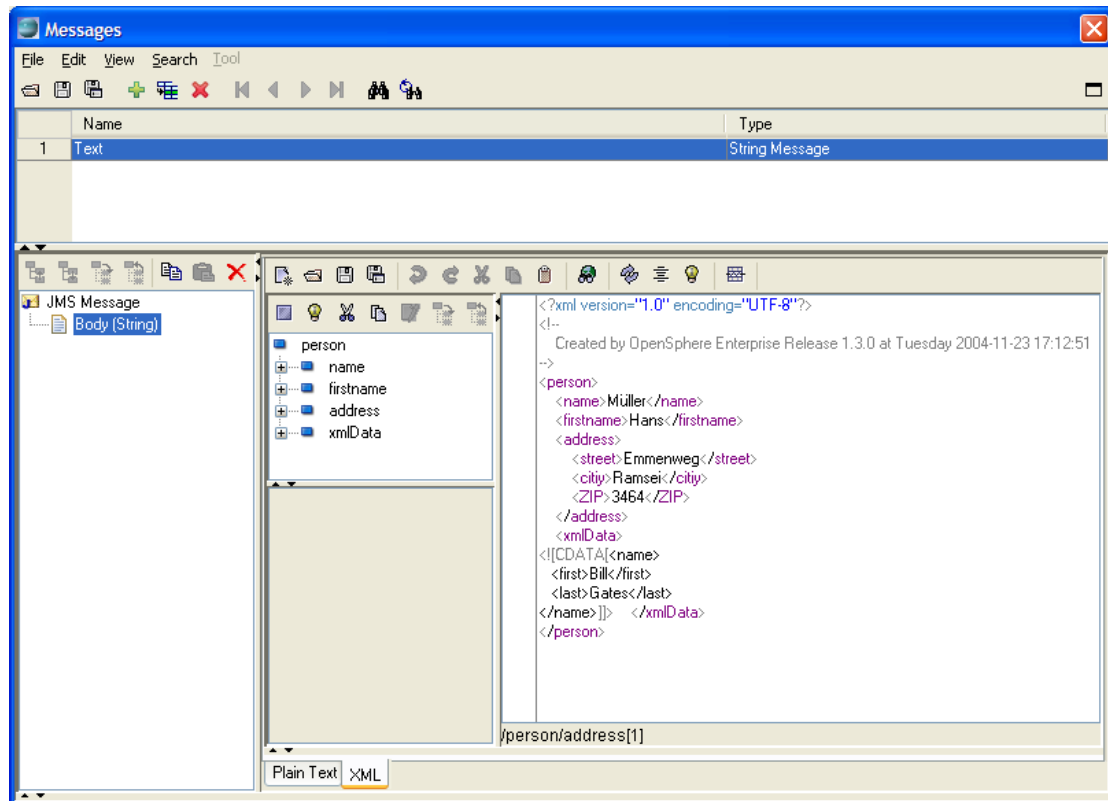 Messages
File Edit View Search Tool
Name Type
1 Text String Message
JMS Message
Body (String)
person
name
firstname
address
xmlData
<?xml version="1.0" encoding="UTF-8"?>
<!--
Created by OpenSphere Enterprise Release 1.3.0 at Tuesday 2004-11-23 17:12:51
-->
<person>
<name>Müller</name>
<firstname>Hans</firstname>
<address>
<street>Emmenweg</street>
<citiy>Ramsei</citiy>
<ZIP>3464</ZIP>
</address>
<xmlData>
<![CDATA[<name>
<first>Bill</first>
<last>Gates</last>
</name>]]> </xmlData>
</person>
/person/address[1]
Plain Text XML